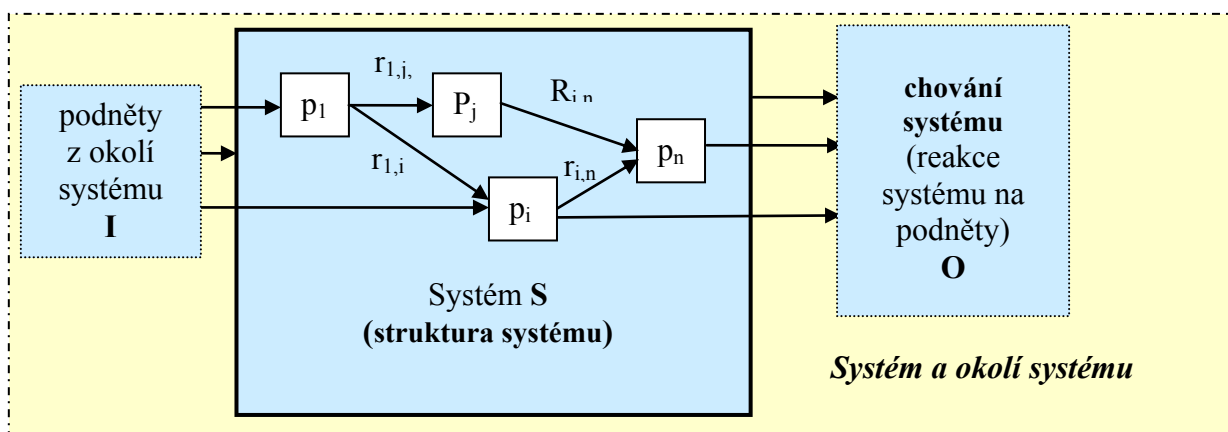 podněty
z okolí
systému
I
p1
r1,j,
Pj
Rj,n
r1,i
pi
ri,n
pn
Systém S
(struktura systému)
chování
systému
(reakce
systému na
podněty)
O
Systém a okolí systému